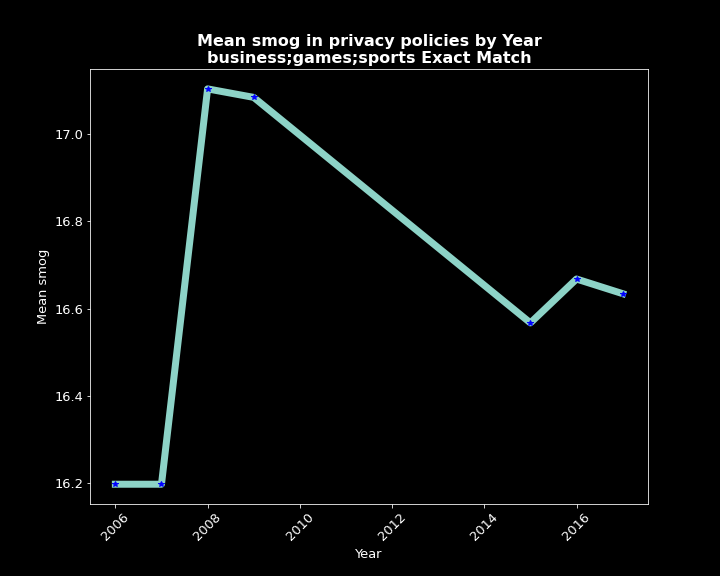 Mean smog in privacy policies by Year
business;games;sports Exact Match
17.0
16.8
16.6
16.4
16.2
Mean smog
2006
2008
2010
2012
2014
2016
Year